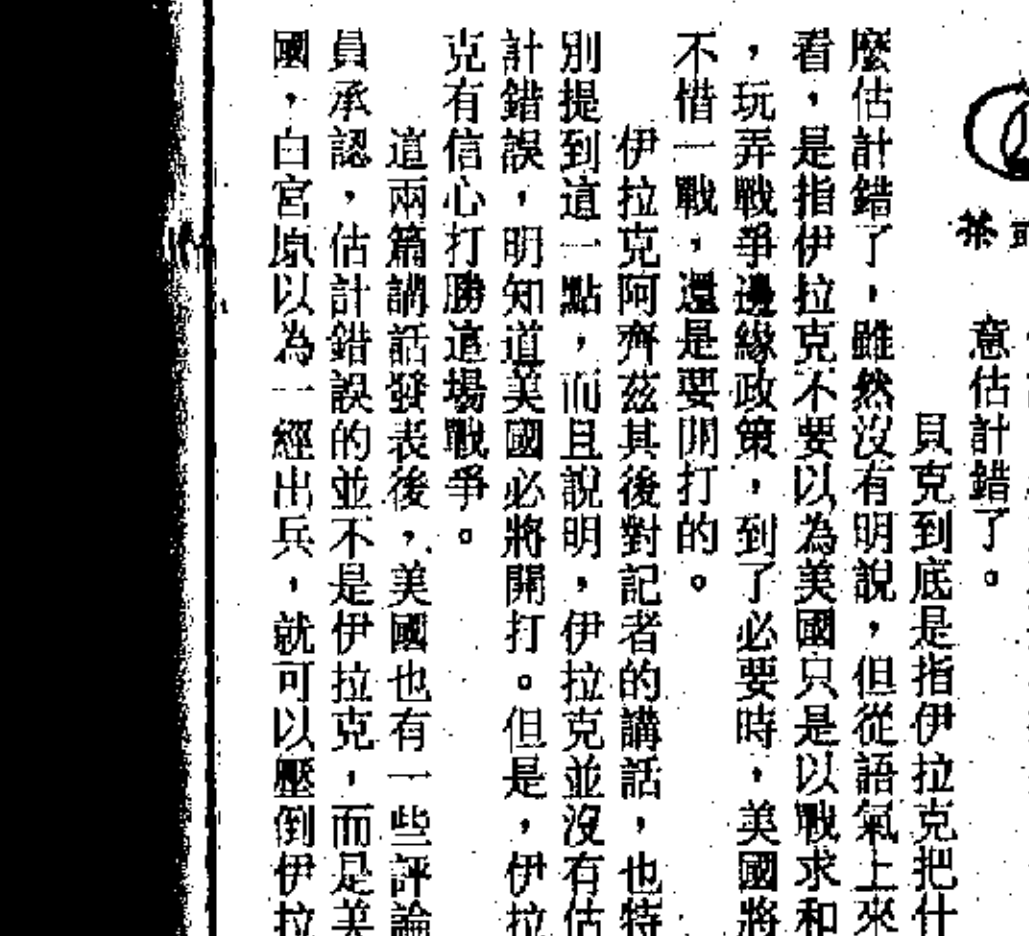 意估計錯了。
貝克到底是指伊拉克把什
麼估計錯了，雖然沒有明說，但從語氣上來
看，是指伊拉克不要以為美國只是以戰求和
，玩弄戰爭邊緣政策，到了必要時，美國將
不惜一戰，還是要開打的。
伊拉克阿齊茲其後對記者的講話，也特
別提到這一點，而且說明，伊拉克並沒有估
計錯誤，明知道美國必將開打。但是，伊拉
克有信心打勝這場戰爭。
這兩篇講話發表後，美國也有一些評論
員承認，估計錯誤的並不是伊拉克，而是美
國，白宮原以為一經出兵，就可以壓倒伊拉